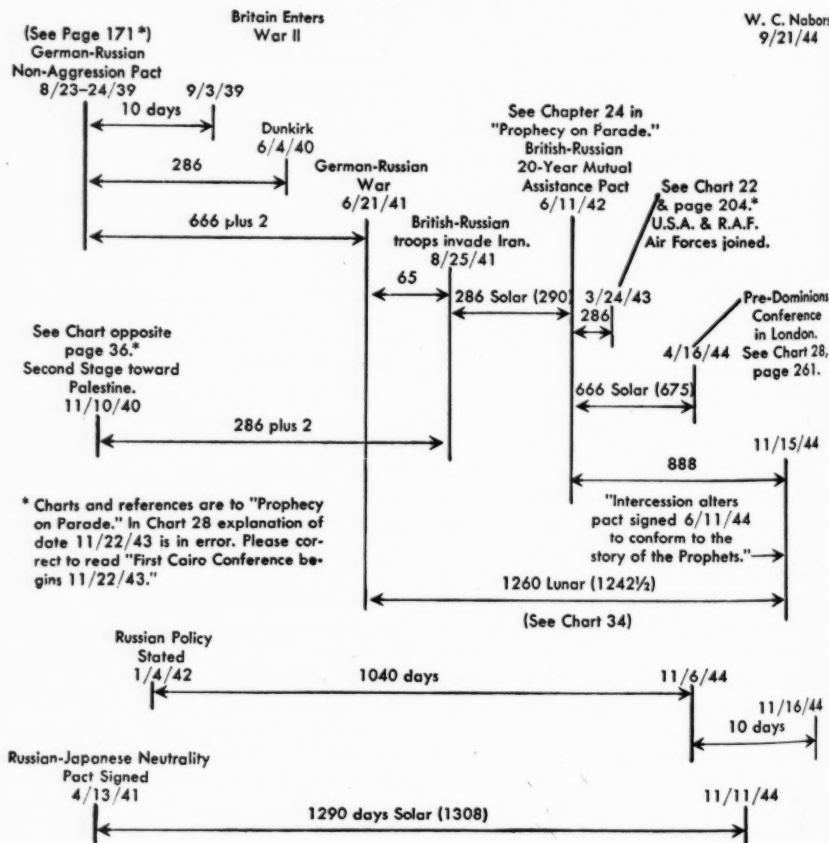 Britain Enters
War II
W. C. Nabors
9/21/44
(See Page 171*)
German-Russian
Non-Aggression Pact
8/23–24/39
9/3/39
10 days
Dunkirk
6/4/40
286
German-Russian
War
6/21/41
666 plus 2
See Chapter 24 in
"Prophecy on Parade."
British-Russian
20-Year Mutual
Assistance Pact
6/11/42
See Chart 22
& page 204.*
U.S.A. & R.A.F.
Air Forces joined.
British-Russian
troops invade Iran.
8/25/41
65
286 Solar (290)
3/24/43
286
Pre-Dominions
Conference
in London.
See Chart 28,
page 261.
4/16/44
666 Solar (675)
See Chart opposite
page 36.*
Second Stage toward
Palestine.
11/10/40
286 plus 2
11/15/44
888
"Intercession alters
pact signed 6/11/44
to conform to the
story of the Prophets."
* Charts and references are to "Prophecy
on Parade." In Chart 28 explanation of
date 11/22/43 is in error. Please cor-
rect to read "First Cairo Conference be-
gins 11/22/43."
1260 Lunar (1242½)
(See Chart 34)
Russian Policy
Stated
1/4/42
1040 days
11/6/44
11/16/44
10 days
Russian-Japanese Neutrality
Pact Signed
4/13/41
1290 days Solar (1308)
11/11/44